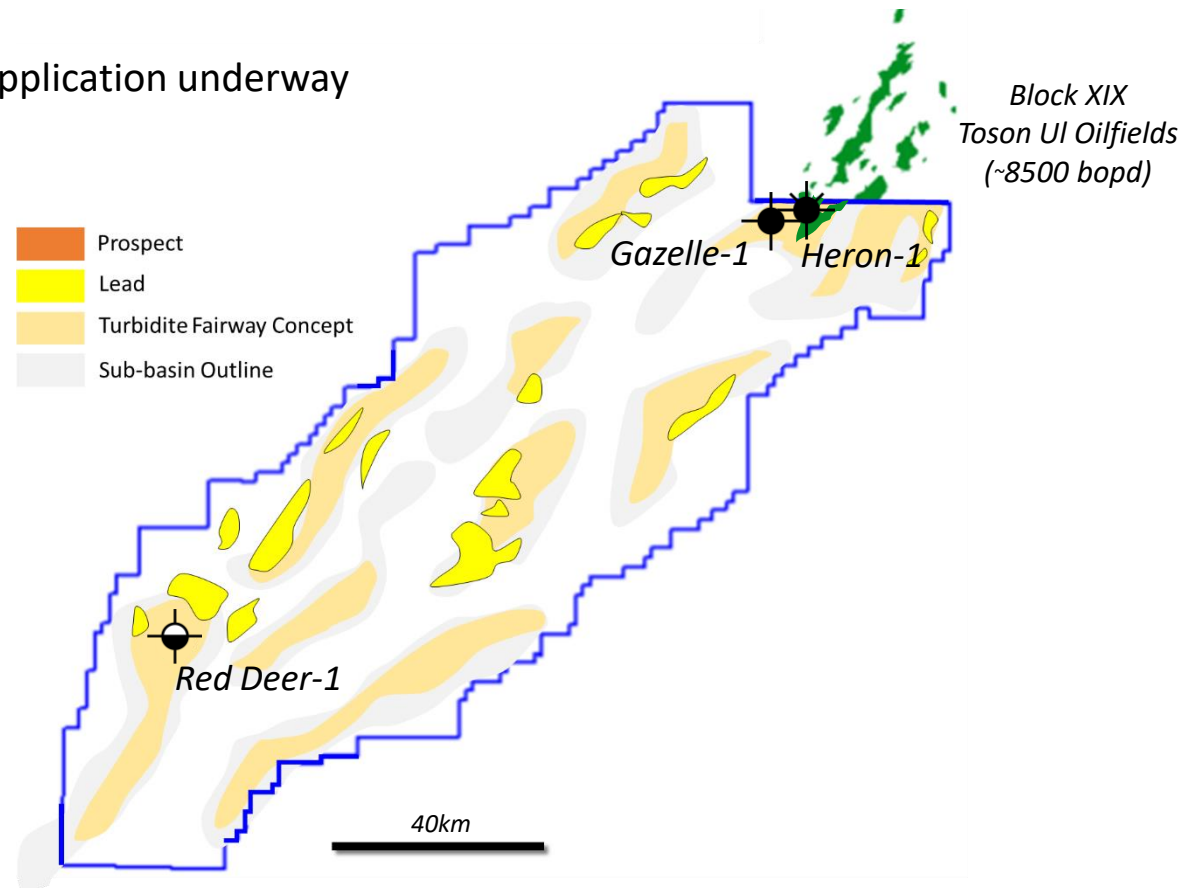 pplication underway
Block XIX
Toson Ul Oilfields
(~8500 bopd)
Prospect
Lead
Turbidite Fairway Concept
Sub-basin Outline
Gazelle-1
Heron-1
Red Deer-1
40km